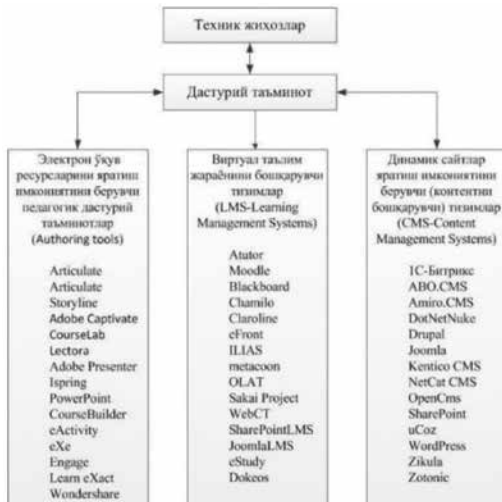 Техник жиҳозлар
Дастурий таъминот
Электрон ўқув
ресурсларини яратиш
имкониятини берувчи
педагогик дастурий
таъминотлар
(Authoring tools)
Articulate
Articulate
Storyline
Adobe Captivate
CourseLab
Lectora
Adobe Presenter
Ispring
PowerPoint
CourseBuilder
eActivity
eXe
Engage
Learn eXact
Wondershare
Виртуал таълим
жараёнини бошқарувчи
тизимлар
(LMS-Learning
Management Systems)
Atutor
Moodle
Blackboard
Chamilo
Claroline
eFront
ILIAS
metacoon
OLAT
Sakai Project
WebCT
SharePointLMS
JoomlaLMS
eStudy
Dokeos
Динамик сайтлар
яратиш имкониятини
берувчи (контентни
бошқарувчи) тизимлар
(CMS-Content
Management Systems)
1С-Битрикс
ABO.CMS
Amiro.CMS
DotNetNuke
Drupal
Joomla
Kentico CMS
NetCat CMS
OpenCms
SharePoint
uCoz
WordPress
Zikula
Zotonic